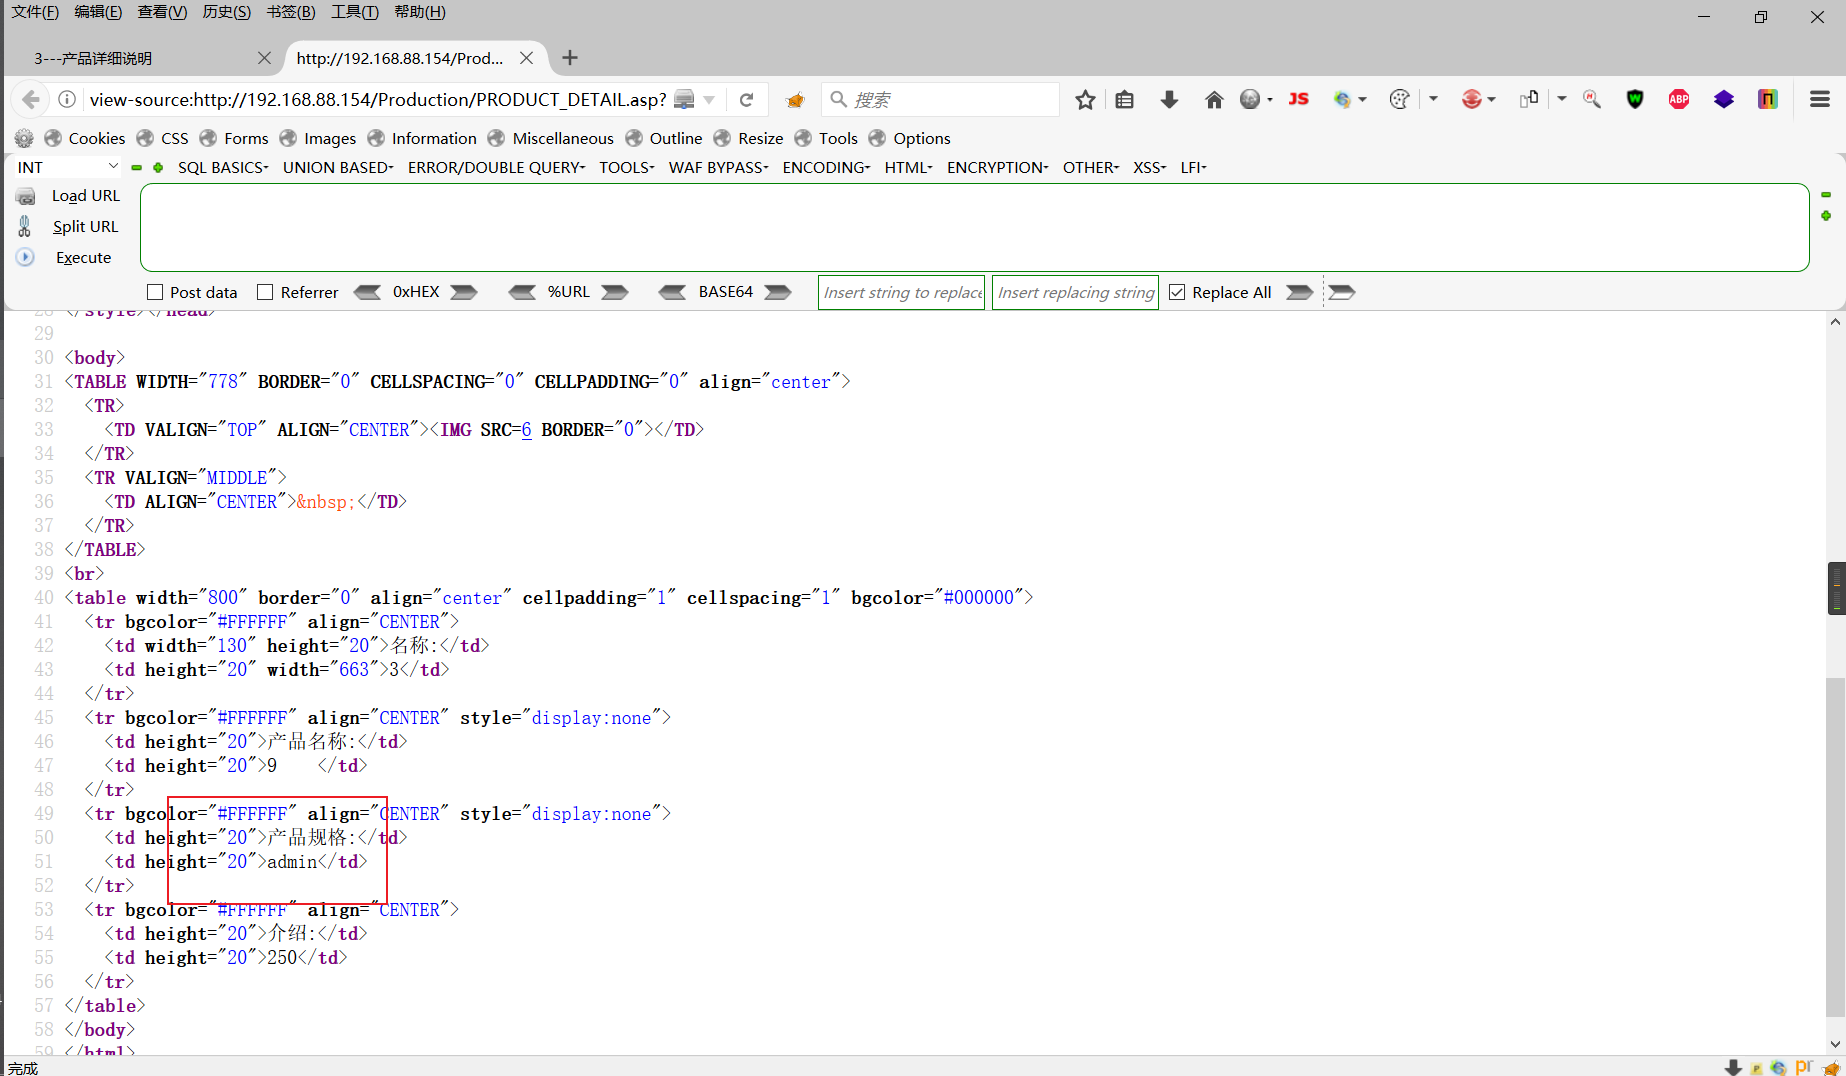 文件(F) 编辑(E) 查看(V) 历史(S) 书签(B) 工具(T) 帮助(H)
3---产品详细说明 http://192.168.88.154/Prod...
view-source:http://192.168.88.154/Production/PRODUCT_DETAIL.asp? 搜索 JS ABP
Cookies CSS Forms Images Information Miscellaneous Outline Resize Tools Options
INT SQL BASICS UNION BASED ERROR/DOUBLE QUERY TOOLS WAF BYPASS ENCODING HTML ENCRYPTION OTHER XSS LFI
Load URL
Split URL
Execute
Post data Referrer 0xHEX %URL BASE64 Insert string to replace Insert replacing string Replace All
28 </style></head>
29
30 <body>
31 <TABLE WIDTH="778" BORDER="0" CELLSPACING="0" CELLPADDING="0" align="center">
32 <TR>
33 <TD VALIGN="TOP" ALIGN="CENTER"><IMG SRC=6 BORDER="0"></TD>
34 </TR>
35 <TR VALIGN="MIDDLE">
36 <TD ALIGN="CENTER">&nbsp;</TD>
37 </TR>
38 </TABLE>
39 <br>
40 <table width="800" border="0" align="center" cellpadding="1" cellspacing="1" bgcolor="#000000">
41 <tr bgcolor="#FFFFFF" align="CENTER">
42 <td width="130" height="20">名称:</td>
43 <td height="20" width="663">3</td>
44 </tr>
45 <tr bgcolor="#FFFFFF" align="CENTER" style="display:none">
46 <td height="20">产品名称:</td>
47 <td height="20">9    </td>
48 </tr>
49 <tr bgcolor="#FFFFFF" align="CENTER" style="display:none">
50 <td height="20">产品规格:</td>
51 <td height="20">admin</td>
52 </tr>
53 <tr bgcolor="#FFFFFF" align="CENTER">
54 <td height="20">介绍:</td>
55 <td height="20">250</td>
56 </tr>
57 </table>
58 </body>
59 </html>
完成